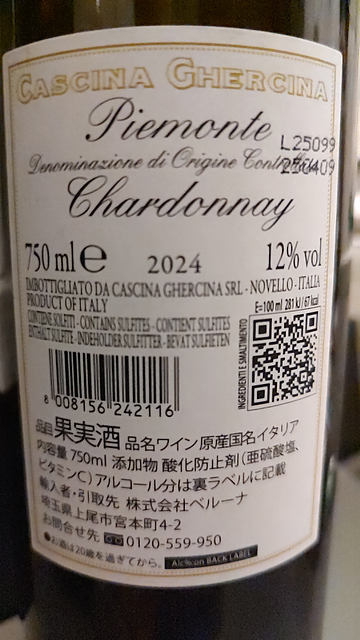 CASCINA GHERCINA
Piemonte
L25099
Denominazione di Origine
Chardonnay
750 ml e 2024 12% vol
IMBOTTIGLIATO DA CASCINA GHERCINA SRL - NOVELLO - ITALIA
PRODUCT OF ITALY
E=100 ml 281 kJ / 67 kcal
CONTIENE SOLFITI - CONTAINS SULFITES - CONTIENT SULFITES
ENTHÄLT SULFITE - INDEHOLDER SULFITTER - BEVAT SULFIETEN
INGREDIENTI E SMALTIMENTO
8 008156 242116
品目果実酒 品名ワイン 原産国名イタリア
内容量 750ml 添加物 酸化防止剤(亜硫酸塩、
ビタミンC) アルコール分は裏ラベルに記載
輸入者・引取先 株式会社ベルーナ
埼玉県上尾市宮本町4-2
お問合せ先 0120-559-950
●お酒は20歳を過ぎてから。 BACK LABEL